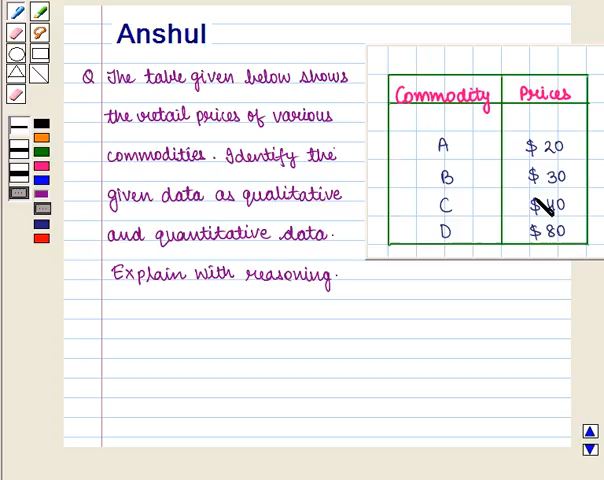 Anshul
Q The table given below shows
the retail prices of various
commodities. Identify the
given data as qualitative
and quantitative data.
Explain with reasoning.
Commodity Prices
A $ 20
B $ 30
C $ 40
D $ 80